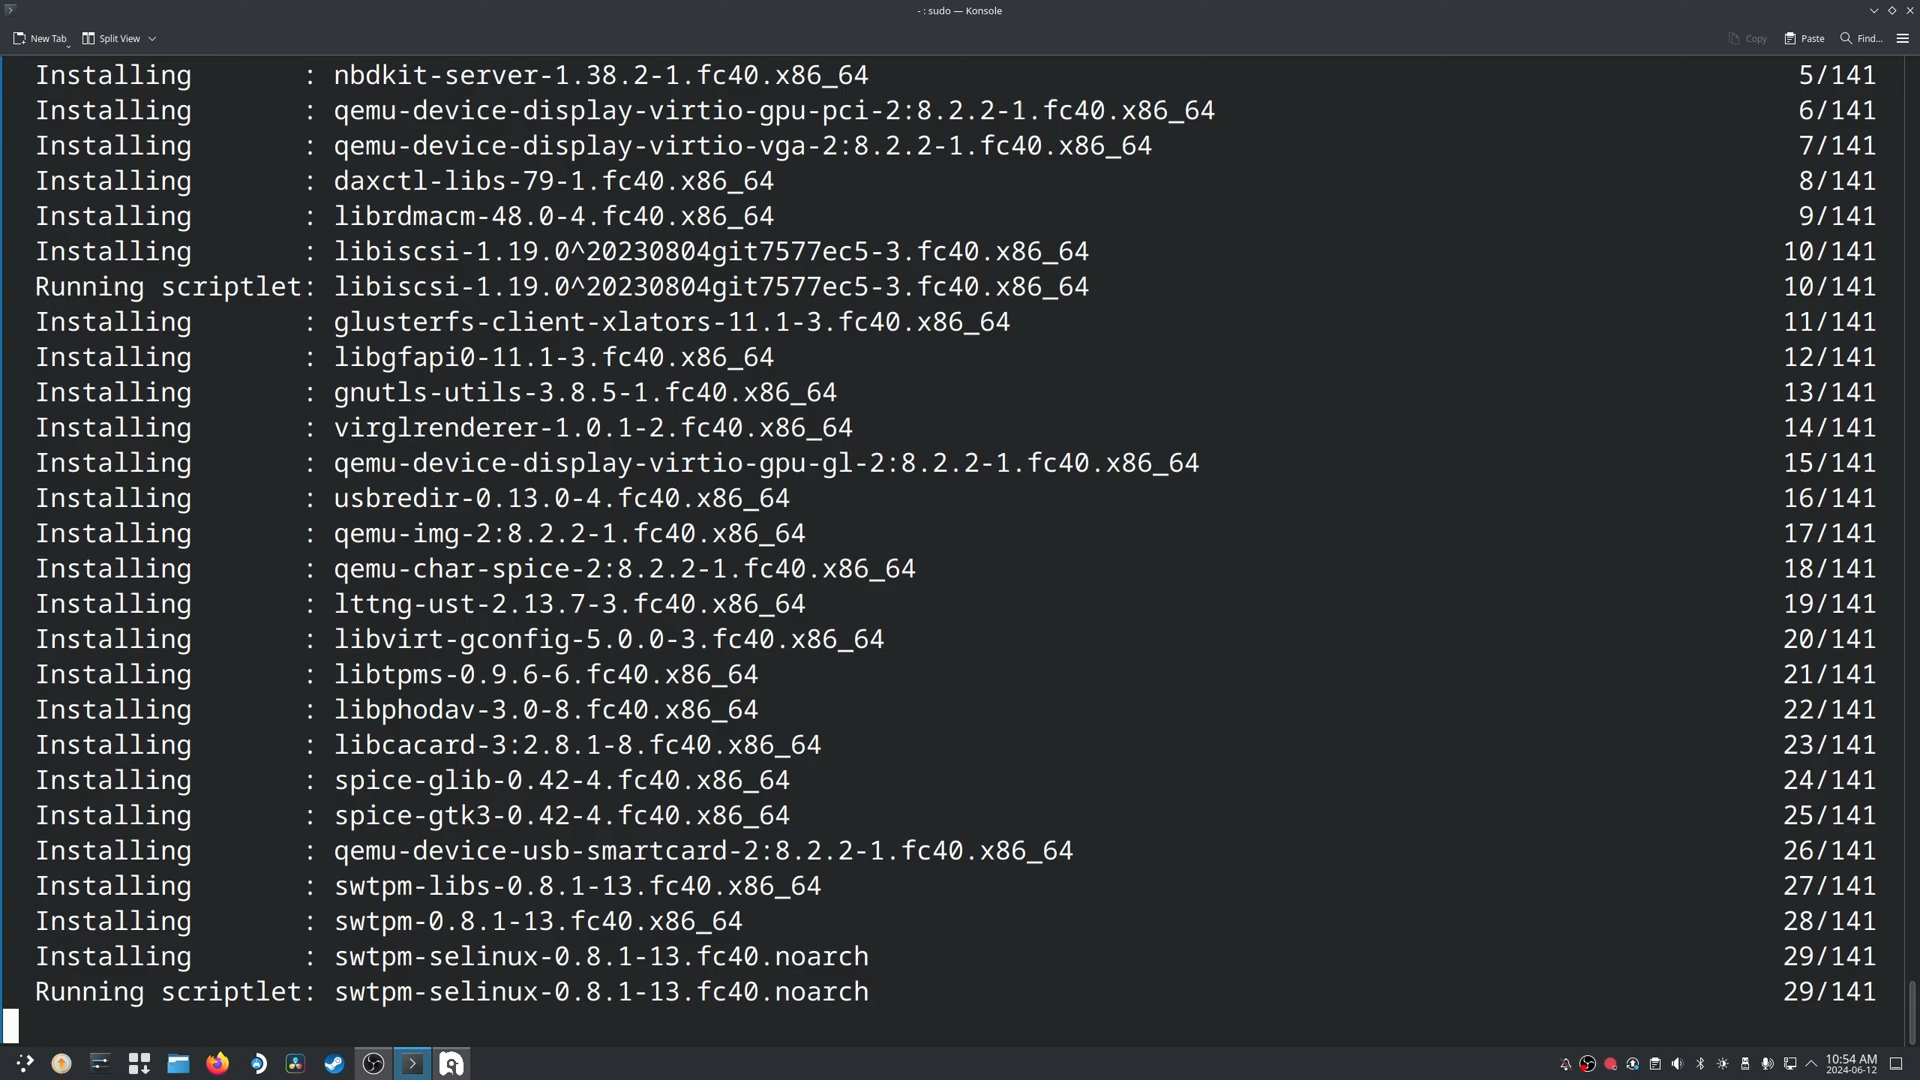 - : sudo — Konsole
New Tab Split View Copy Paste Find...
Installing : nbdkit-server-1.38.2-1.fc40.x86_64 5/141
Installing : qemu-device-display-virtio-gpu-pci-2:8.2.2-1.fc40.x86_64 6/141
Installing : qemu-device-display-virtio-vga-2:8.2.2-1.fc40.x86_64 7/141
Installing : daxctl-libs-79-1.fc40.x86_64 8/141
Installing : librdmacm-48.0-4.fc40.x86_64 9/141
Installing : libiscsi-1.19.0^20230804git7577ec5-3.fc40.x86_64 10/141
Running scriptlet: libiscsi-1.19.0^20230804git7577ec5-3.fc40.x86_64 10/141
Installing : glusterfs-client-xlators-11.1-3.fc40.x86_64 11/141
Installing : libgfapi0-11.1-3.fc40.x86_64 12/141
Installing : gnutls-utils-3.8.5-1.fc40.x86_64 13/141
Installing : virglrenderer-1.0.1-2.fc40.x86_64 14/141
Installing : qemu-device-display-virtio-gpu-gl-2:8.2.2-1.fc40.x86_64 15/141
Installing : usbredir-0.13.0-4.fc40.x86_64 16/141
Installing : qemu-img-2:8.2.2-1.fc40.x86_64 17/141
Installing : qemu-char-spice-2:8.2.2-1.fc40.x86_64 18/141
Installing : lttng-ust-2.13.7-3.fc40.x86_64 19/141
Installing : libvirt-gconfig-5.0.0-3.fc40.x86_64 20/141
Installing : libtpms-0.9.6-6.fc40.x86_64 21/141
Installing : libphodav-3.0-8.fc40.x86_64 22/141
Installing : libcacard-3:2.8.1-8.fc40.x86_64 23/141
Installing : spice-glib-0.42-4.fc40.x86_64 24/141
Installing : spice-gtk3-0.42-4.fc40.x86_64 25/141
Installing : qemu-device-usb-smartcard-2:8.2.2-1.fc40.x86_64 26/141
Installing : swtpm-libs-0.8.1-13.fc40.x86_64 27/141
Installing : swtpm-0.8.1-13.fc40.x86_64 28/141
Installing : swtpm-selinux-0.8.1-13.fc40.noarch 29/141
Running scriptlet: swtpm-selinux-0.8.1-13.fc40.noarch 29/141
10:54 AM
2024-06-12